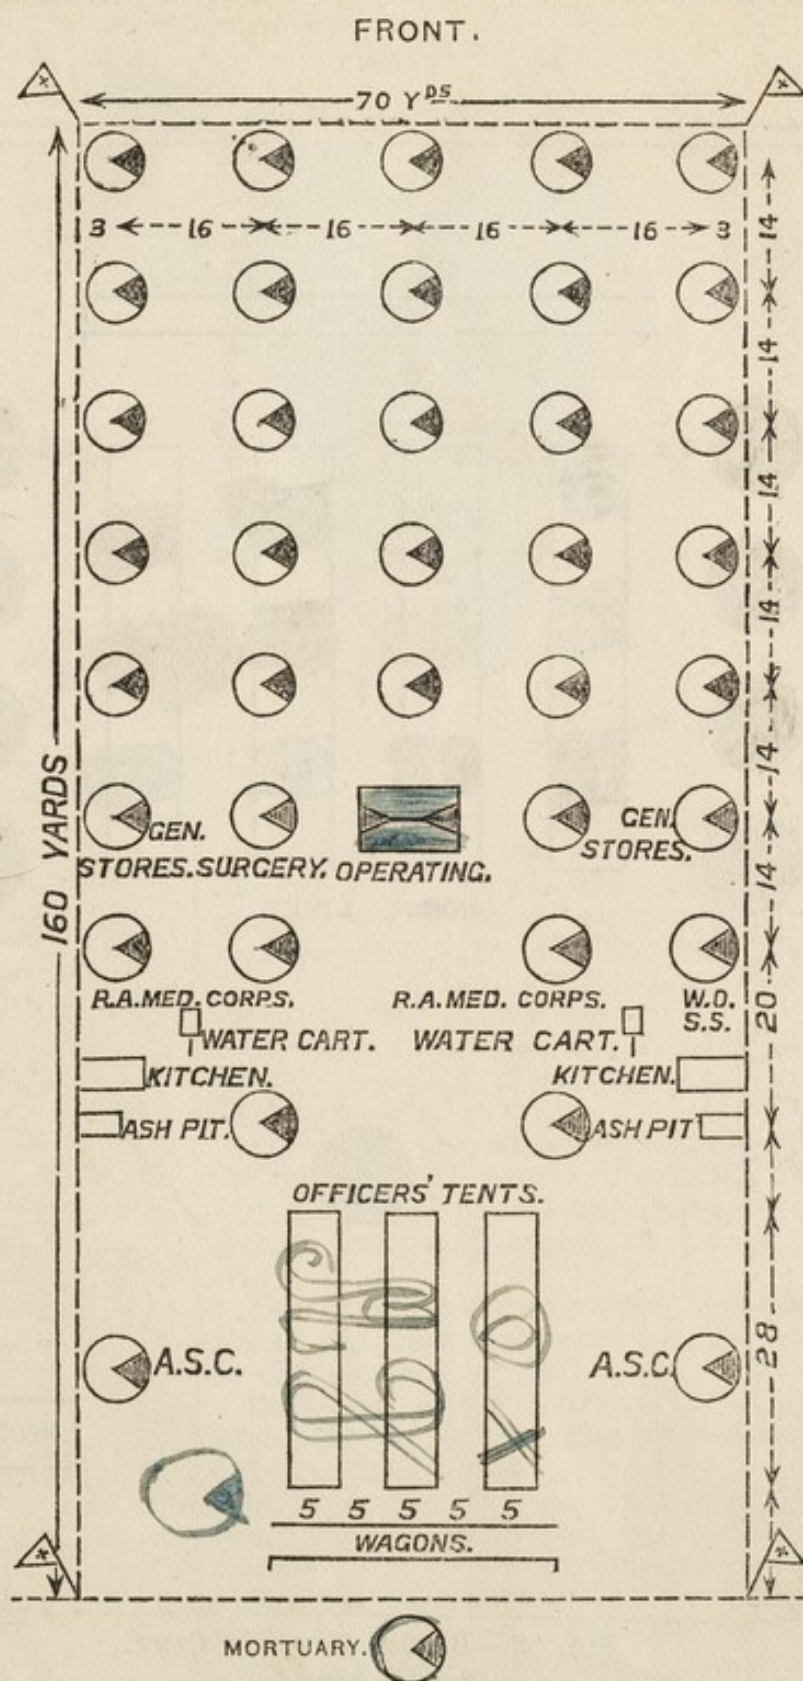 FRONT.
70 YDS
3 16 16 16 16 3
14
14
14
14
14
14
160 YARDS
GEN. STORES.
SURGERY.
OPERATING.
GEN. STORES.
R.A.MED. CORPS.
R.A.MED. CORPS.
W.O. S.S.
20
WATER CART.
WATER CART.
KITCHEN.
KITCHEN.
ASH PIT.
ASH PIT
OFFICERS' TENTS.
A.S.C.
A.S.C.
28
5 5 5 5 5
WAGONS.
MORTUARY.